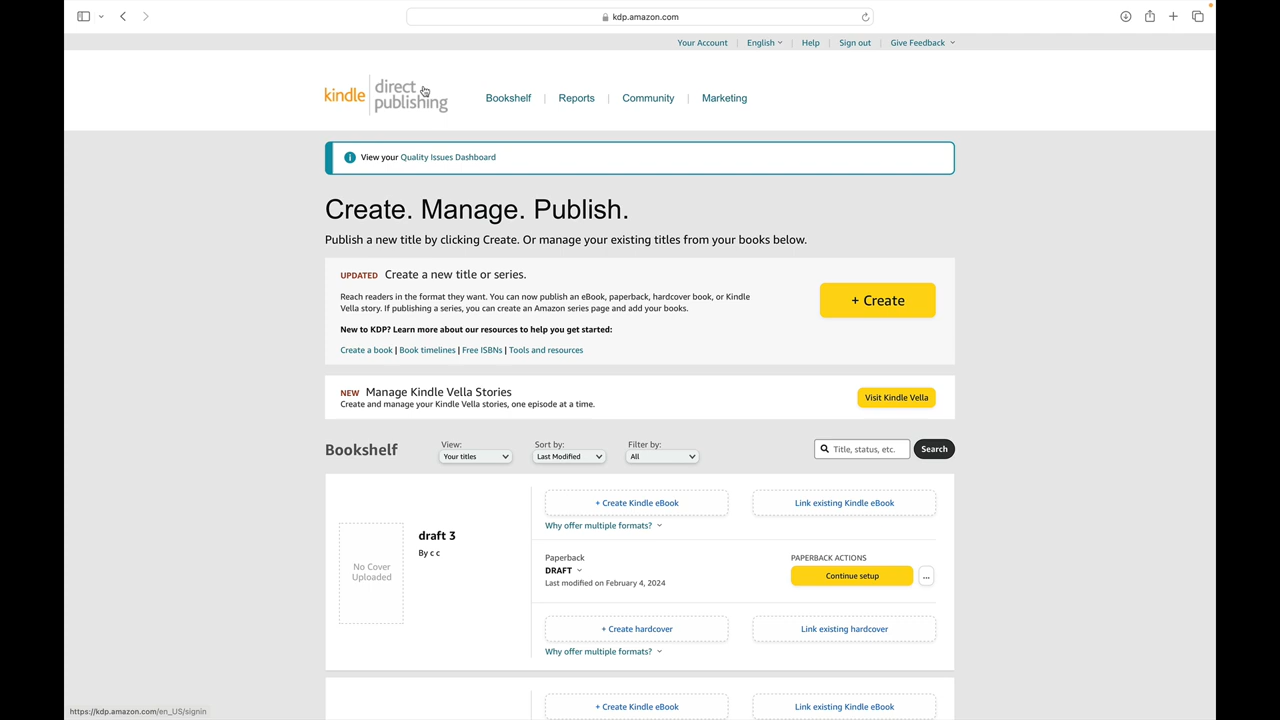 kdp.amazon.com
Your Account | English | Help | Sign out | Give Feedback
kindle direct publishing
Bookshelf | Reports | Community | Marketing
View your Quality Issues Dashboard
Create. Manage. Publish.
Publish a new title by clicking Create. Or manage your existing titles from your books below.
UPDATED Create a new title or series.
Reach readers in the format they want. You can now publish an eBook, paperback, hardcover book, or Kindle
Vella story. If publishing a series, you can create an Amazon series page and add your books.
+ Create
New to KDP? Learn more about our resources to help you get started:
Create a book | Book timelines | Free ISBNs | Tools and resources
NEW Manage Kindle Vella Stories
Create and manage your Kindle Vella stories, one episode at a time.
Visit Kindle Vella
Bookshelf
View:
Your titles
Sort by:
Last Modified
Filter by:
All
Title, status, etc.
Search
No Cover
Uploaded
draft 3
By c c
+ Create Kindle eBook
Link existing Kindle eBook
Why offer multiple formats?
Paperback
DRAFT
Last modified on February 4, 2024
PAPERBACK ACTIONS
Continue setup
...
+ Create hardcover
Link existing hardcover
Why offer multiple formats?
+ Create Kindle eBook
Link existing Kindle eBook
https://kdp.amazon.com/en_US/signin